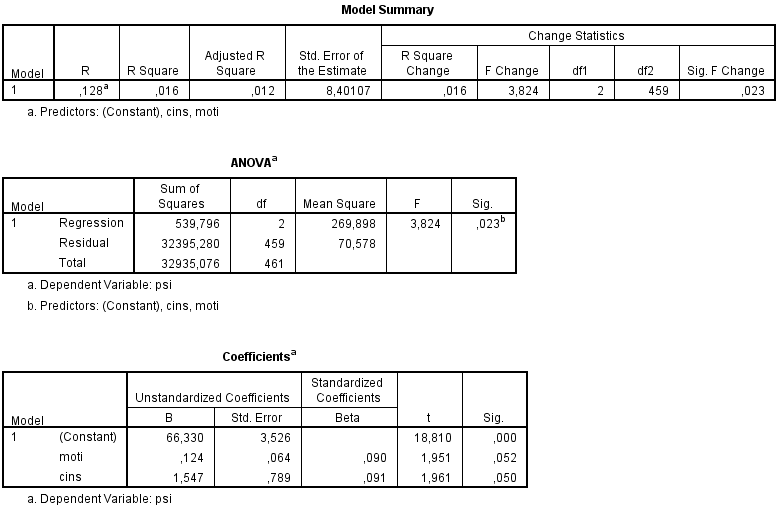 Model Summary
Model R R Square Adjusted R Square Std. Error of the Estimate Change Statistics
R Square Change F Change df1 df2 Sig. F Change
1 ,128a ,016 ,012 8,40107 ,016 3,824 2 459 ,023
a. Predictors: (Constant), cins, moti
ANOVAa
Model Sum of Squares df Mean Square F Sig.
1 Regression 539,796 2 269,898 3,824 ,023b
Residual 32395,280 459 70,578
Total 32935,076 461
a. Dependent Variable: psi
b. Predictors: (Constant), cins, moti
Coefficientsa
Model Unstandardized Coefficients Standardized Coefficients t Sig.
B Std. Error Beta
1 (Constant) 66,330 3,526 18,810 ,000
moti ,124 ,064 ,090 1,951 ,052
cins 1,547 ,789 ,091 1,961 ,050
a. Dependent Variable: psi